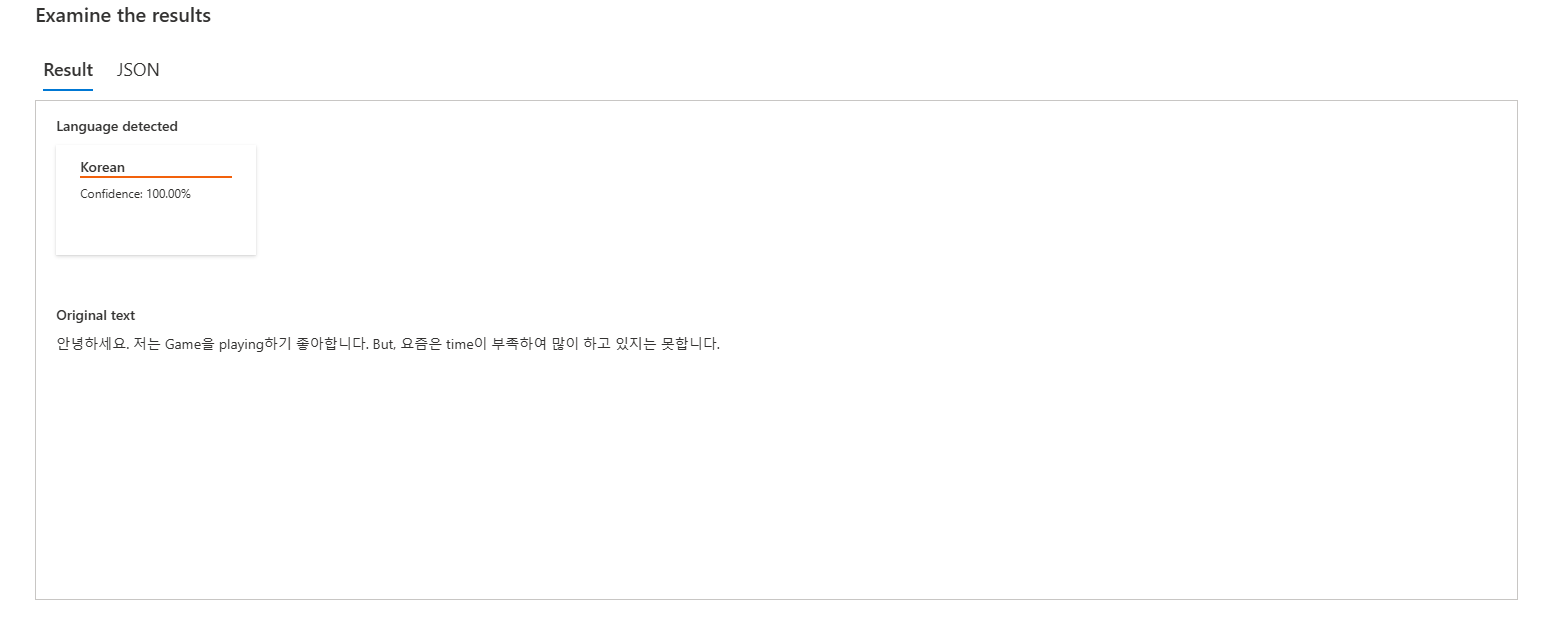 Examine the results
Result JSON
Language detected
Korean
Confidence: 100.00%
Original text
안녕하세요. 저는 Game을 playing하기 좋아합니다. But, 요즘은 time이 부족하여 많이 하고 있지는 못합니다.